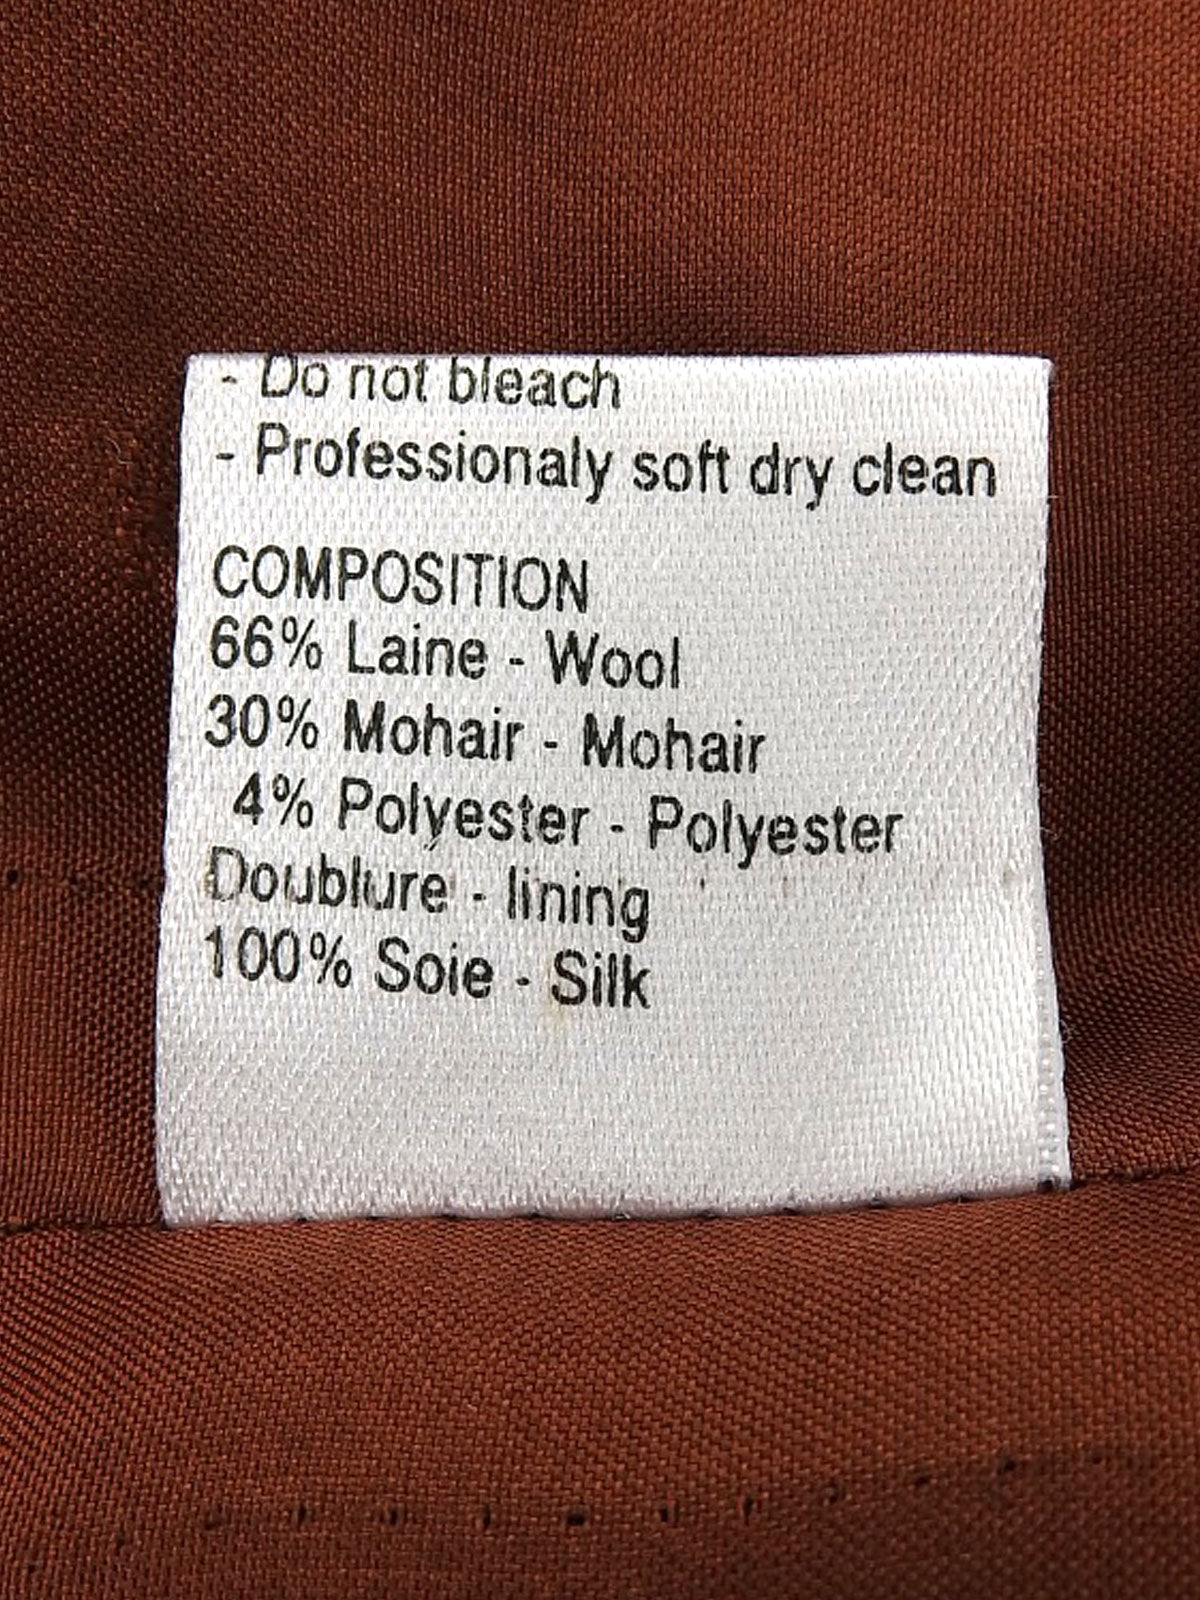 - Do not bleach
- Professionaly soft dry clean
COMPOSITION
66% Laine - Wool
30% Mohair - Mohair
4% Polyester - Polyester
Doublure - lining
100% Soie - Silk